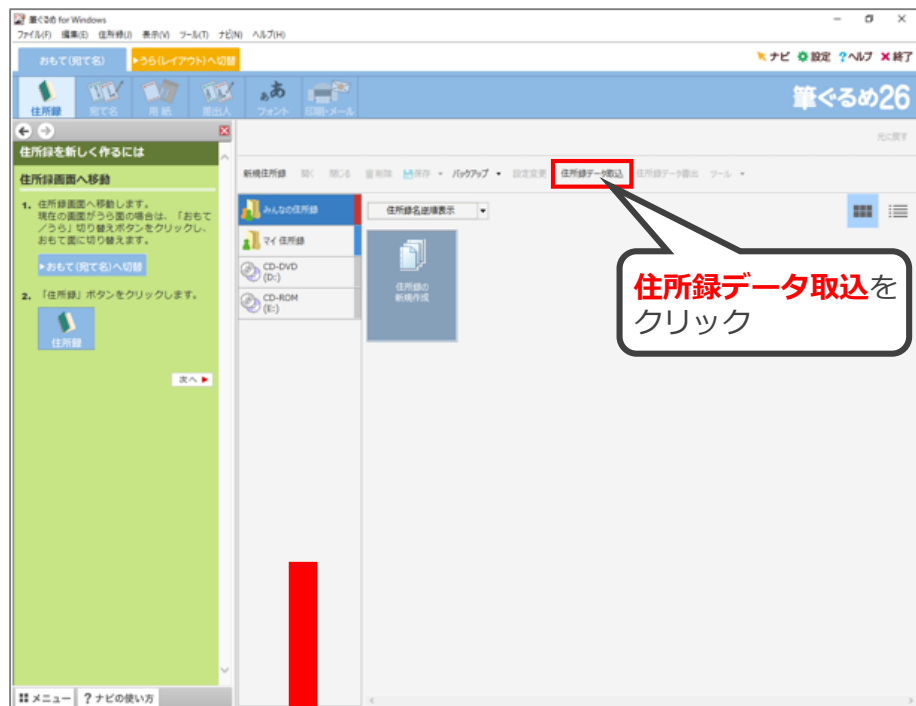 筆ぐるめ for Windows
ファイル(F) 編集(E) 住所録(J) 表示(V) ツール(T) ナビ(N) ヘルプ(H)
おもて(宛て名) ▸うら(レイアウト)へ切替 ナビ 設定 ?ヘルプ ×終了
住所録 宛て名 用紙 差出人 フォント 印刷・メール 筆ぐるめ26
元に戻す
住所録を新しく作るには
新規住所録 開く 閉じる 削除 保存 バックアップ 設定変更 住所録データ取込 住所録データ書出 ツール
住所録画面へ移動
1. 住所録画面へ移動します。
現在の画面がうら面の場合は、「おもて
／うら」切り替えボタンをクリックし、
おもて面に切り替えます。
▸おもて(宛て名)へ切替
2. 「住所録」ボタンをクリックします。
住所録
次へ ▶
みんなの住所録
マイ 住所録
CD-DVD
(D:)
CD-ROM
(E:)
住所録名逆順表示
住所録の
新規作成
住所録データ取込を
クリック
メニュー ?ナビの使い方